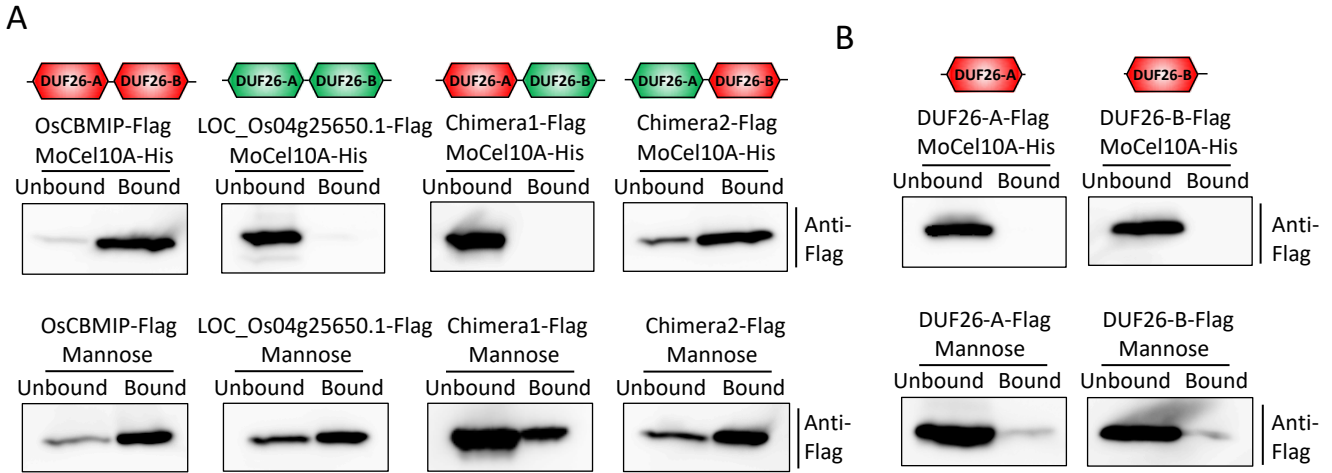 A
B
DUF26-A DUF26-B DUF26-A DUF26-B DUF26-A DUF26-B DUF26-A DUF26-B
DUF26-A DUF26-B
OsCBMIP-Flag LOC_Os04g25650.1-Flag Chimera1-Flag Chimera2-Flag
MoCel10A-His MoCel10A-His MoCel10A-His MoCel10A-His
Unbound Bound Unbound Bound Unbound Bound Unbound Bound
Anti-
Flag
DUF26-A-Flag DUF26-B-Flag
MoCel10A-His MoCel10A-His
Unbound Bound Unbound Bound
Anti-
Flag
OsCBMIP-Flag LOC_Os04g25650.1-Flag Chimera1-Flag Chimera2-Flag
Mannose Mannose Mannose Mannose
Unbound Bound Unbound Bound Unbound Bound Unbound Bound
Anti-
Flag
DUF26-A-Flag DUF26-B-Flag
Mannose Mannose
Unbound Bound Unbound Bound
Anti-
Flag